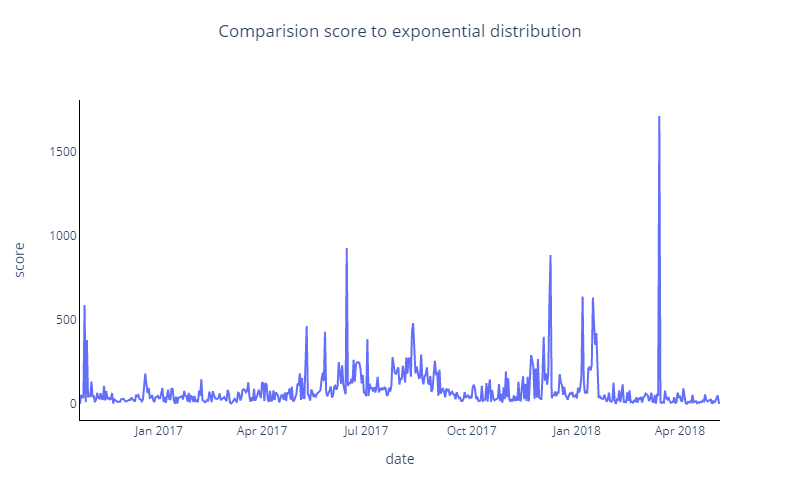 Comparision score to exponential distribution
1500
1000
500
0
score
Jan 2017
Apr 2017
Jul 2017
Oct 2017
Jan 2018
Apr 2018
date